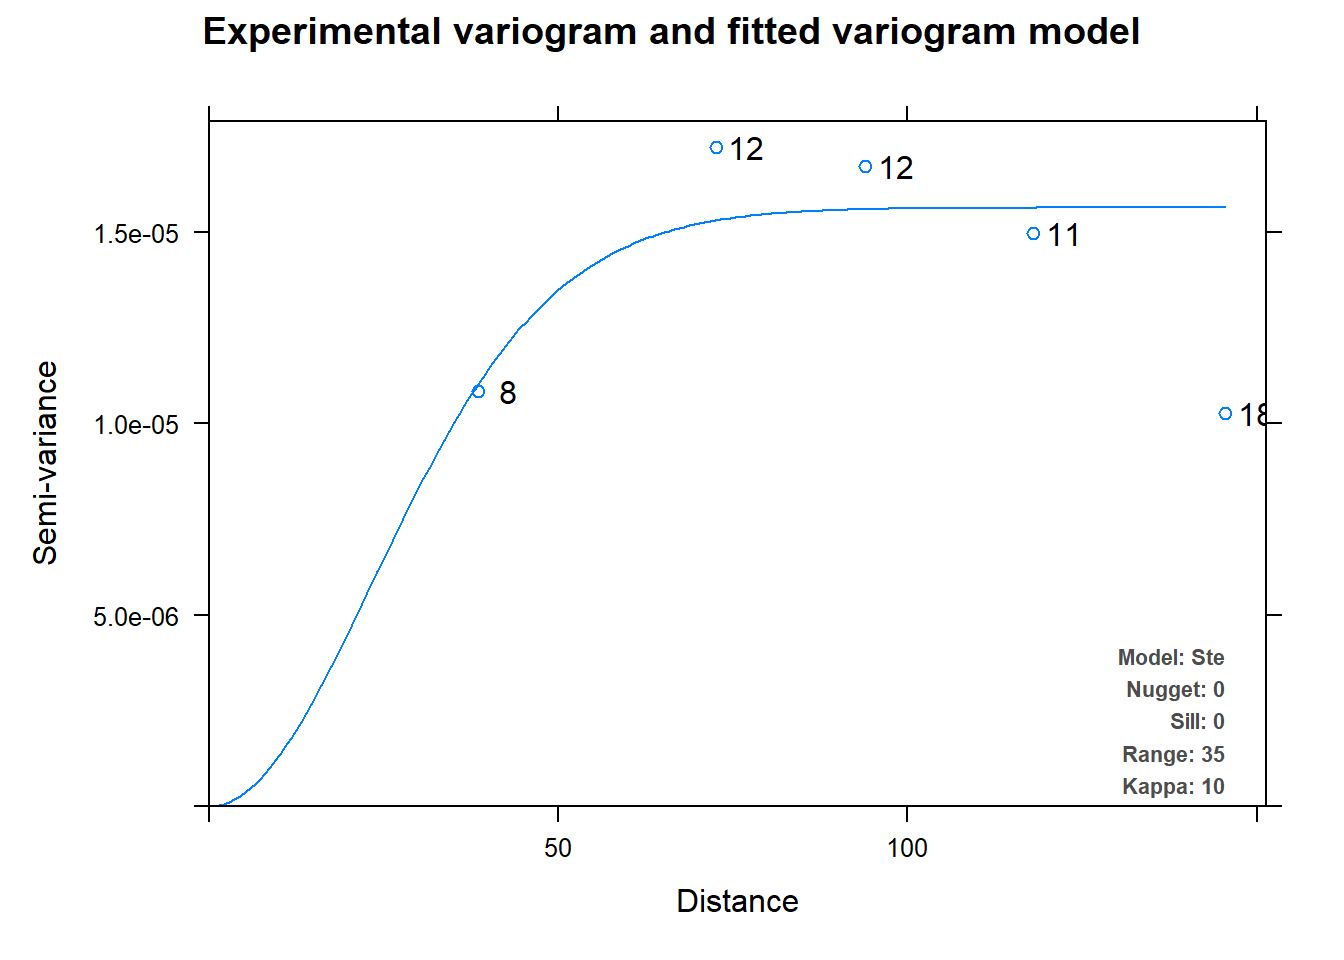 Experimental variogram and fitted variogram model
12
12
1.5e-05
11
8
1.0e-05
18
Semi-variance
5.0e-06
Model: Ste
Nugget: 0
Sill: 0
Range: 35
Kappa: 10
50
100
Distance